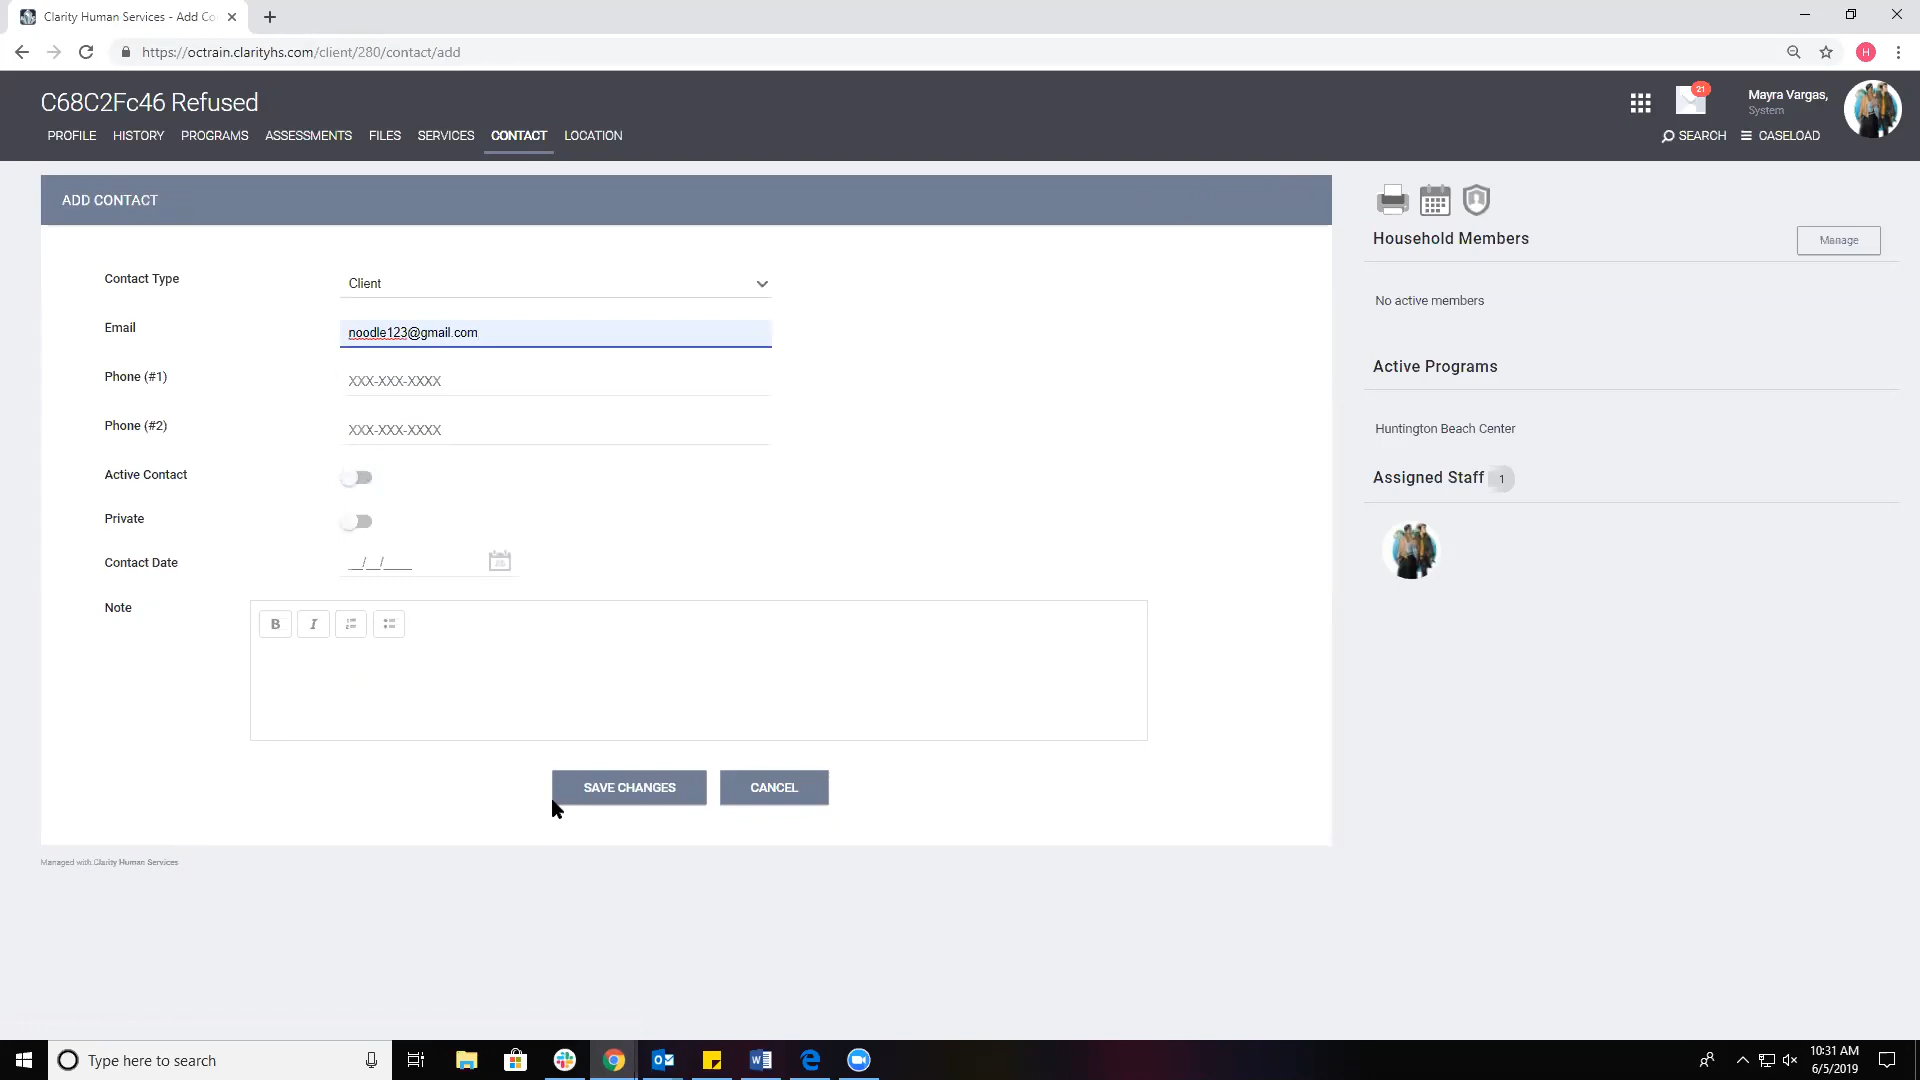 Clarity Human Services - Add Co
https://octrain.clarityhs.com/client/280/contact/add
H
C68C2Fc46 Refused
21
Mayra Vargas,
System
PROFILE HISTORY PROGRAMS ASSESSMENTS FILES SERVICES CONTACT LOCATION
SEARCH CASELOAD
ADD CONTACT
Contact Type
Client
Email
noodle123@gmail.com
Phone (#1)
XXX-XXX-XXXX
Phone (#2)
XXX-XXX-XXXX
Active Contact
Private
Contact Date
__/__/____
Note
B I
SAVE CHANGES CANCEL
Managed with Clarity Human Services
Household Members
Manage
No active members
Active Programs
Huntington Beach Center
Assigned Staff 1
Type here to search
10:31 AM
6/5/2019